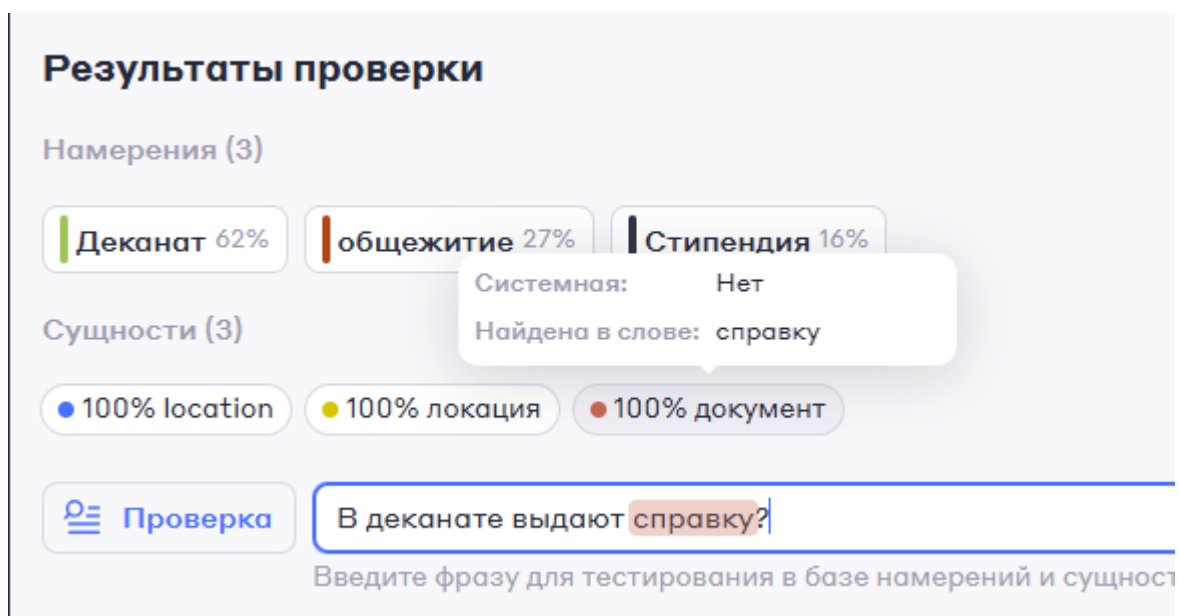 Результаты проверки
Намерения (3)
Деканат 62% общежитие 27% Стипендия 16%
Системная: Нет
Сущности (3)
Найдена в слове: справку
100% location 100% локация 100% документ
Проверка В деканате выдают справку?
Введите фразу для тестирования в базе намерений и сущност